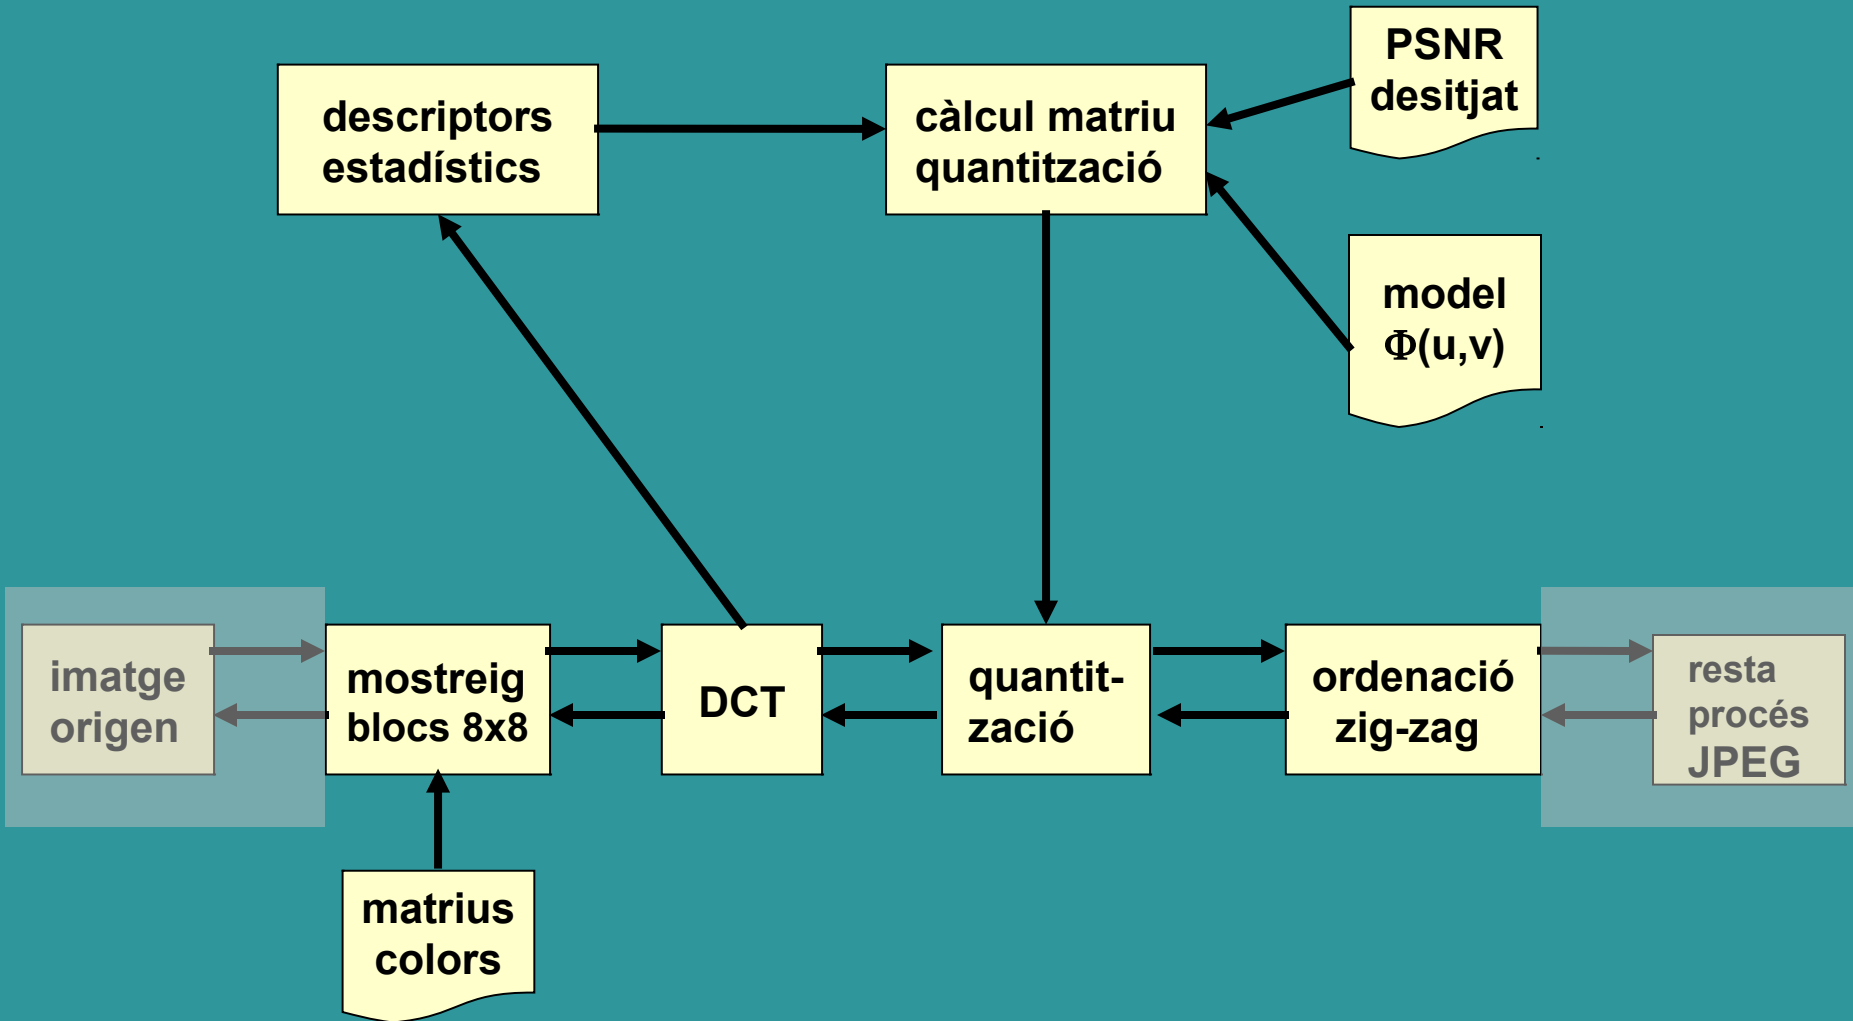 PSNR
desitjat
descriptors
estadístics
càlcul matriu
quantització
model
Φ(u,v)
imatge
origen
mostreig
blocs 8x8
DCT
quantit-
zació
ordenació
zig-zag
resta
procés
JPEG
matrius
colors